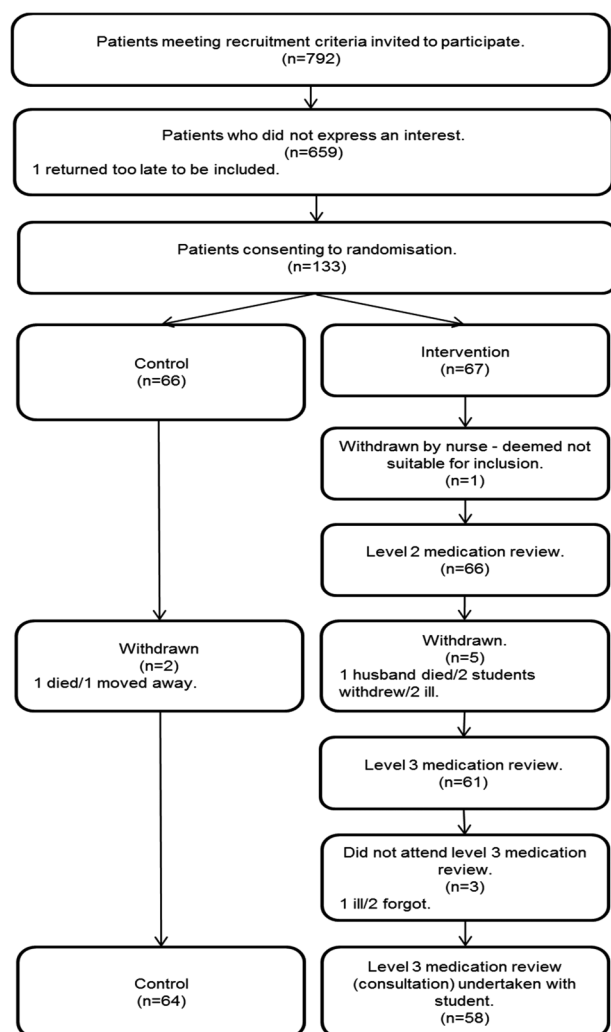 Patients meeting recruitment criteria invited to participate.
(n=792)
Patients who did not express an interest.
(n=659)
1 returned too late to be included.
Patients consenting to randomisation.
(n=133)
Control
(n=66)
Intervention
(n=67)
Withdrawn by nurse - deemed not
suitable for inclusion.
(n=1)
Level 2 medication review.
(n=66)
Withdrawn
(n=2)
1 died/1 moved away.
Withdrawn.
(n=5)
1 husband died/2 students
withdrew/2 ill.
Level 3 medication review.
(n=61)
Did not attend level 3 medication
review.
(n=3)
1 ill/2 forgot.
Control
(n=64)
Level 3 medication review
(consultation) undertaken with
student.
(n=58)